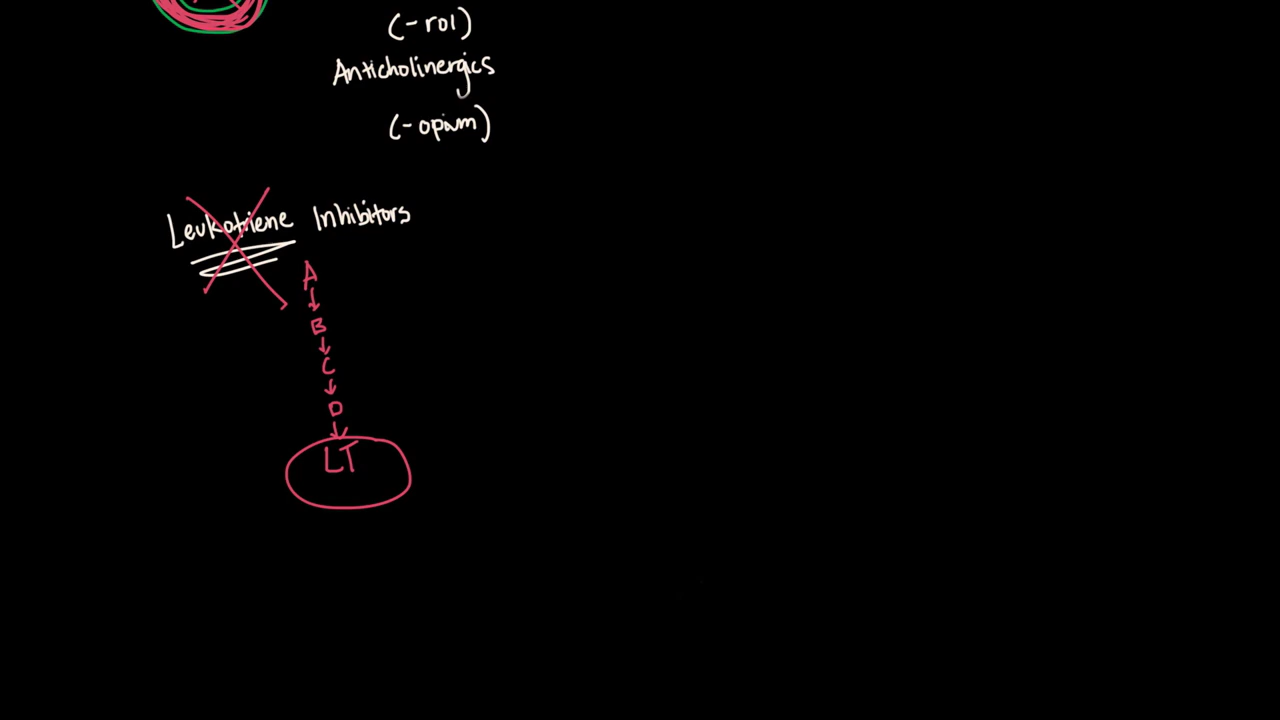 (-rol)
Anticholinergics
(-opium)
Leukotriene Inhibitors
A
B
C
D
LT